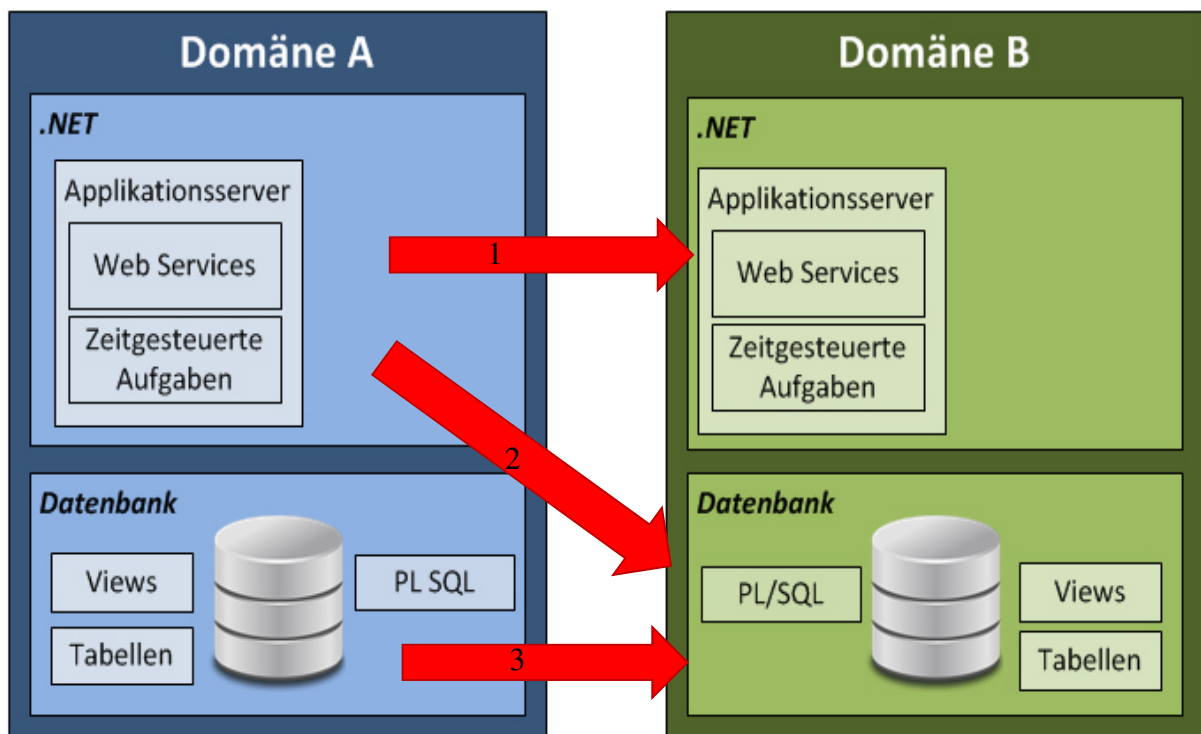 Domäne A
.NET
Applikationsserver
Web Services
Zeitgesteuerte
Aufgaben
Datenbank
Views
PL SQL
Tabellen
1
2
3
Domäne B
.NET
Applikationsserver
Web Services
Zeitgesteuerte
Aufgaben
Datenbank
PL/SQL
Views
Tabellen